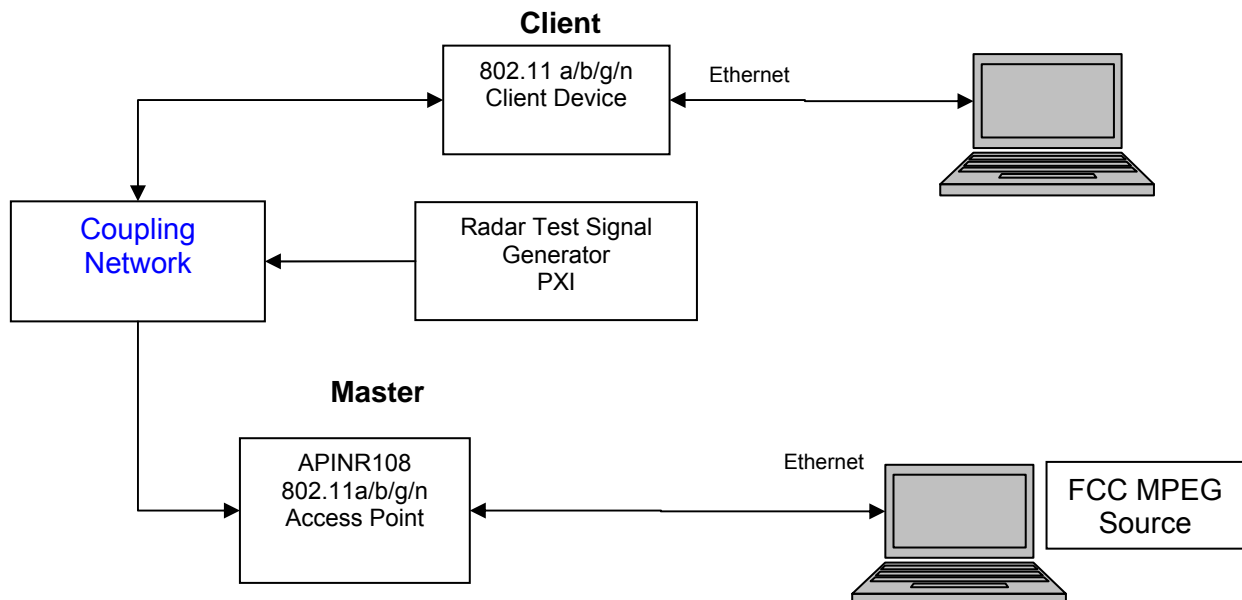 Client
802.11 a/b/g/n
Client Device
Ethernet
Coupling
Network
Radar Test Signal
Generator
PXI
Master
APINR108
802.11a/b/g/n
Access Point
Ethernet
FCC MPEG
Source